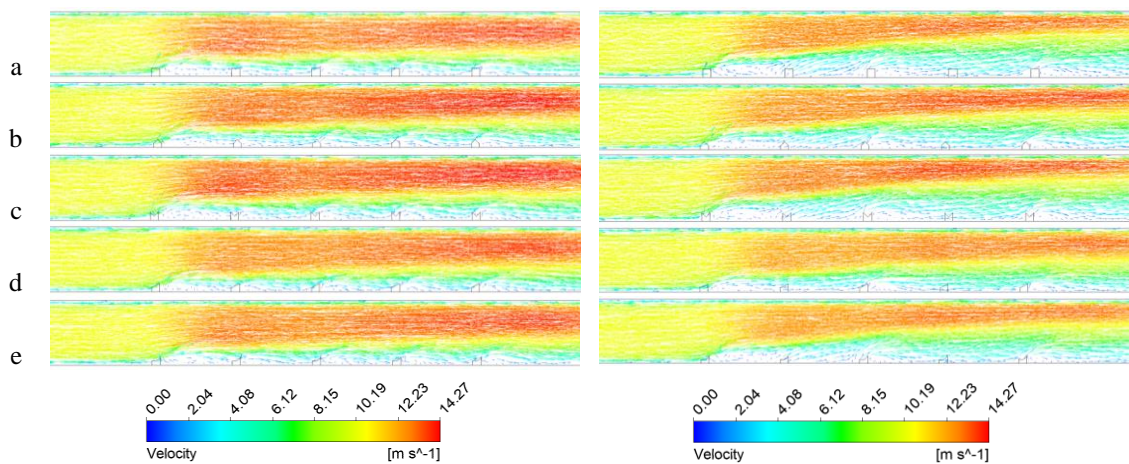 a
b
c
d
e
0.00 2.04 4.08 6.12 8.15 10.19 12.23 14.27
Velocity [m s^-1]
0.00 2.04 4.08 6.12 8.15 10.19 12.23 14.27
Velocity [m s^-1]